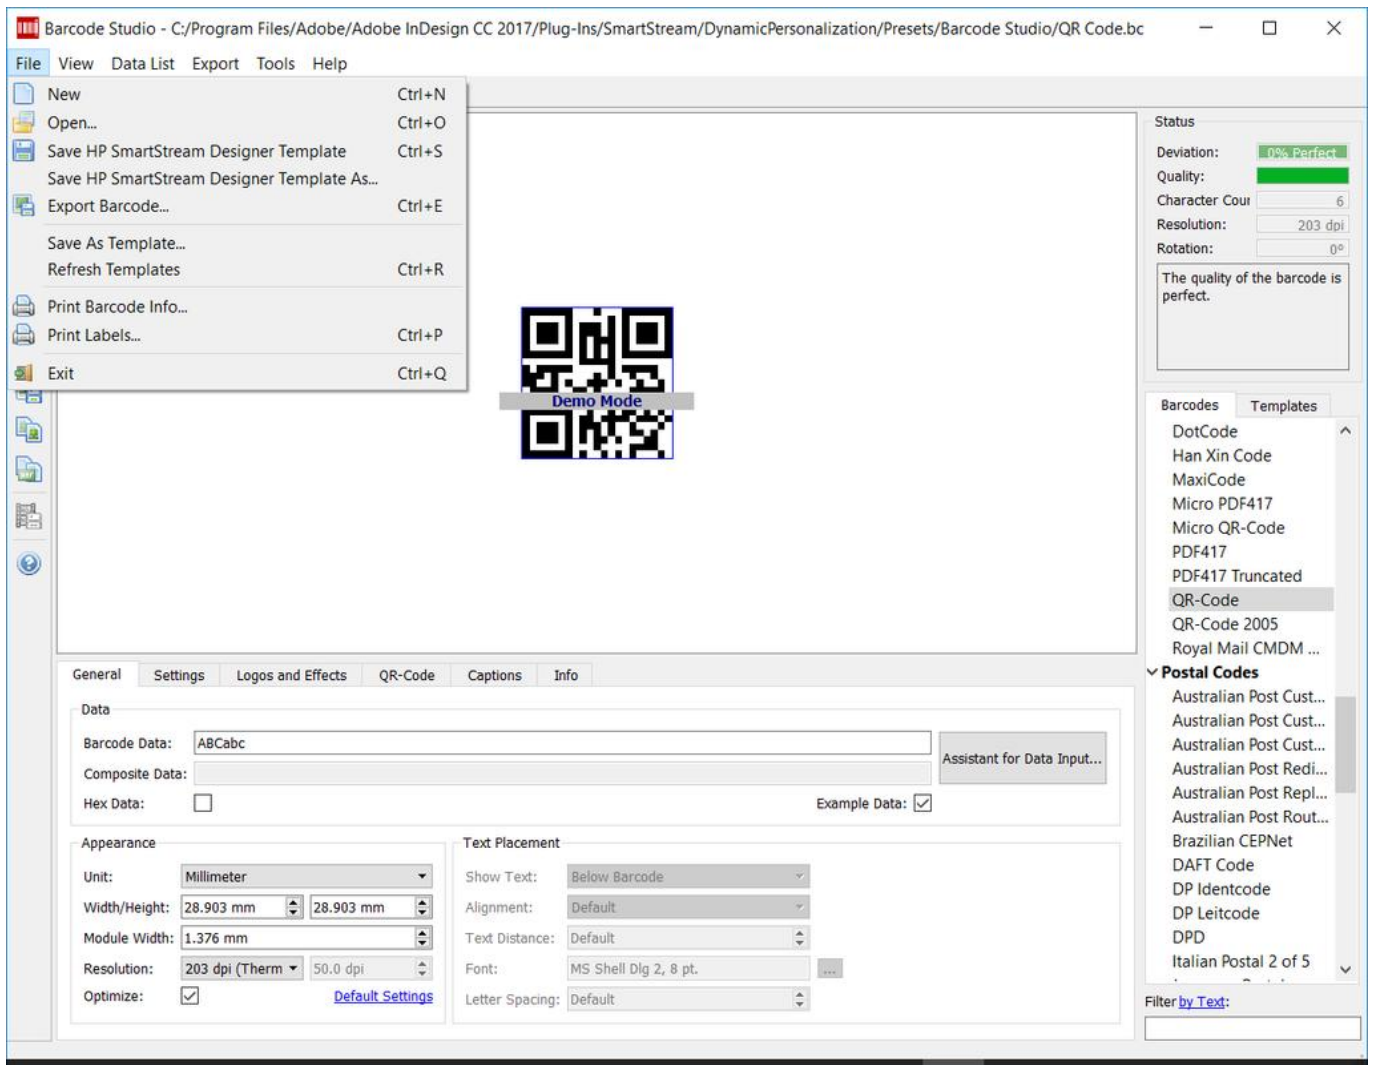 Barcode Studio - C:/Program Files/Adobe/Adobe InDesign CC 2017/Plug-Ins/SmartStream/DynamicPersonalization/Presets/Barcode Studio/QR Code.bc
File View Data List Export Tools Help
New Ctrl+N
Open... Ctrl+O
Save HP SmartStream Designer Template Ctrl+S
Save HP SmartStream Designer Template As...
Export Barcode... Ctrl+E
Save As Template...
Refresh Templates Ctrl+R
Print Barcode Info...
Print Labels... Ctrl+P
Exit Ctrl+Q
Demo Mode
Status
Deviation: 0% Perfect
Quality:
Character Cour 6
Resolution: 203 dpi
Rotation: 0º
The quality of the barcode is
perfect.
Barcodes Templates
DotCode
Han Xin Code
MaxiCode
Micro PDF417
Micro QR-Code
PDF417
PDF417 Truncated
QR-Code
QR-Code 2005
Royal Mail CMDM ...
Postal Codes
Australian Post Cust...
Australian Post Cust...
Australian Post Cust...
Australian Post Redi...
Australian Post Repl...
Australian Post Rout...
Brazilian CEPNet
DAFT Code
DP Identcode
DP Leitcode
DPD
Italian Postal 2 of 5
Filter by Text:
General Settings Logos and Effects QR-Code Captions Info
Data
Barcode Data: ABCabc
Assistant for Data Input...
Composite Data:
Hex Data: Example Data:
Appearance
Unit: Millimeter
Width/Height: 28.903 mm 28.903 mm
Module Width: 1.376 mm
Resolution: 203 dpi (Therm 50.0 dpi
Optimize: Default Settings
Text Placement
Show Text: Below Barcode
Alignment: Default
Text Distance: Default
Font: MS Shell Dlg 2, 8 pt. ...
Letter Spacing: Default